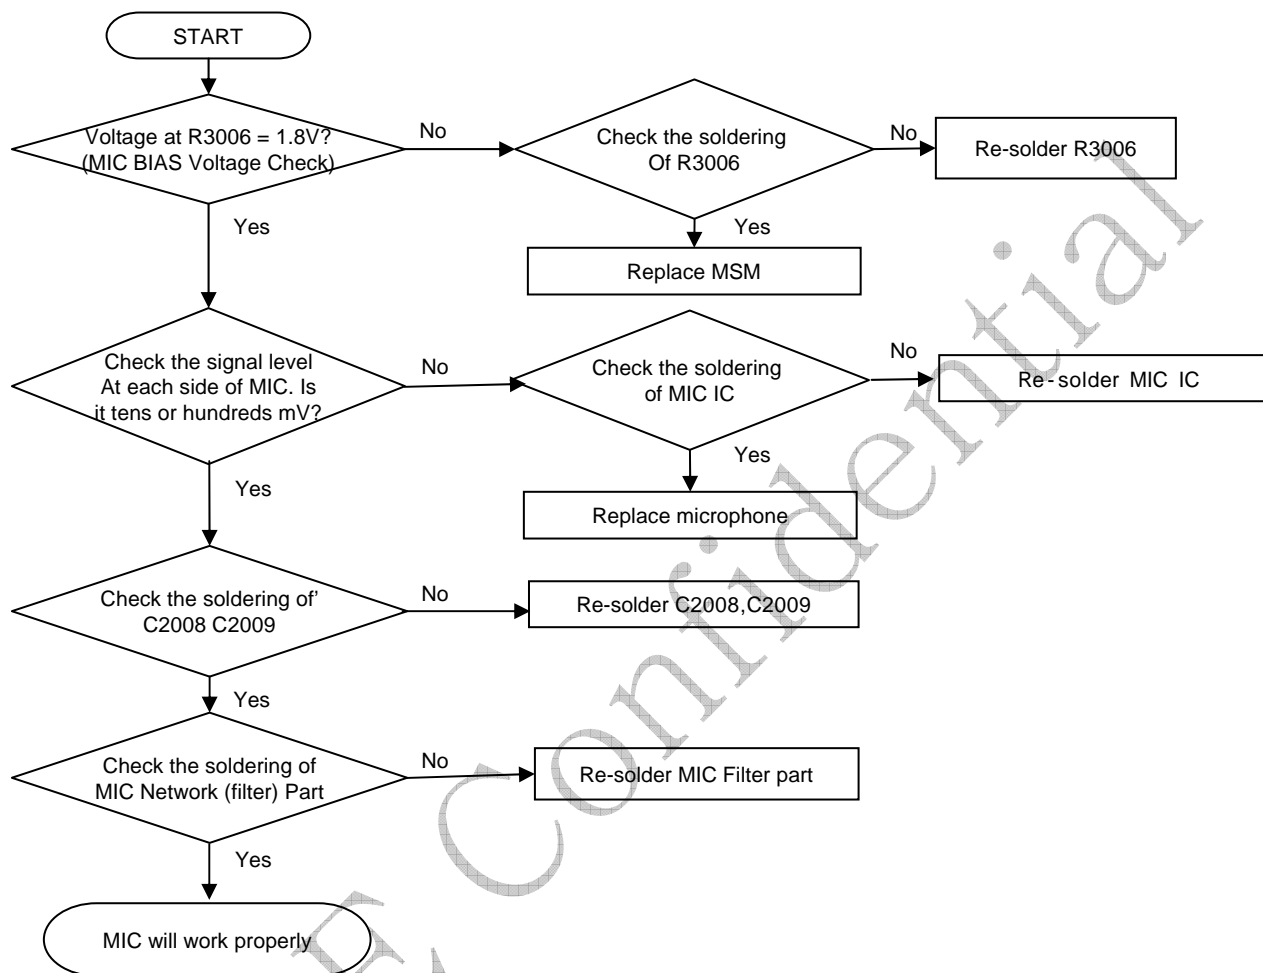 START
Voltage at R3006 = 1.8V?
(MIC BIAS Voltage Check)
No
Check the soldering
Of R3006
No
Re-solder R3006
Yes
Yes
Replace MSM
Check the signal level
At each side of MIC. Is
it tens or hundreds mV?
No
Check the soldering
of MIC IC
No
Re-solder MIC IC
Yes
Yes
Replace microphone
Check the soldering of'
C2008 C2009
No
Re-solder C2008,C2009
Yes
Check the soldering of
MIC Network (filter) Part
No
Re-solder MIC Filter part
Yes
MIC will work properly
Confidential